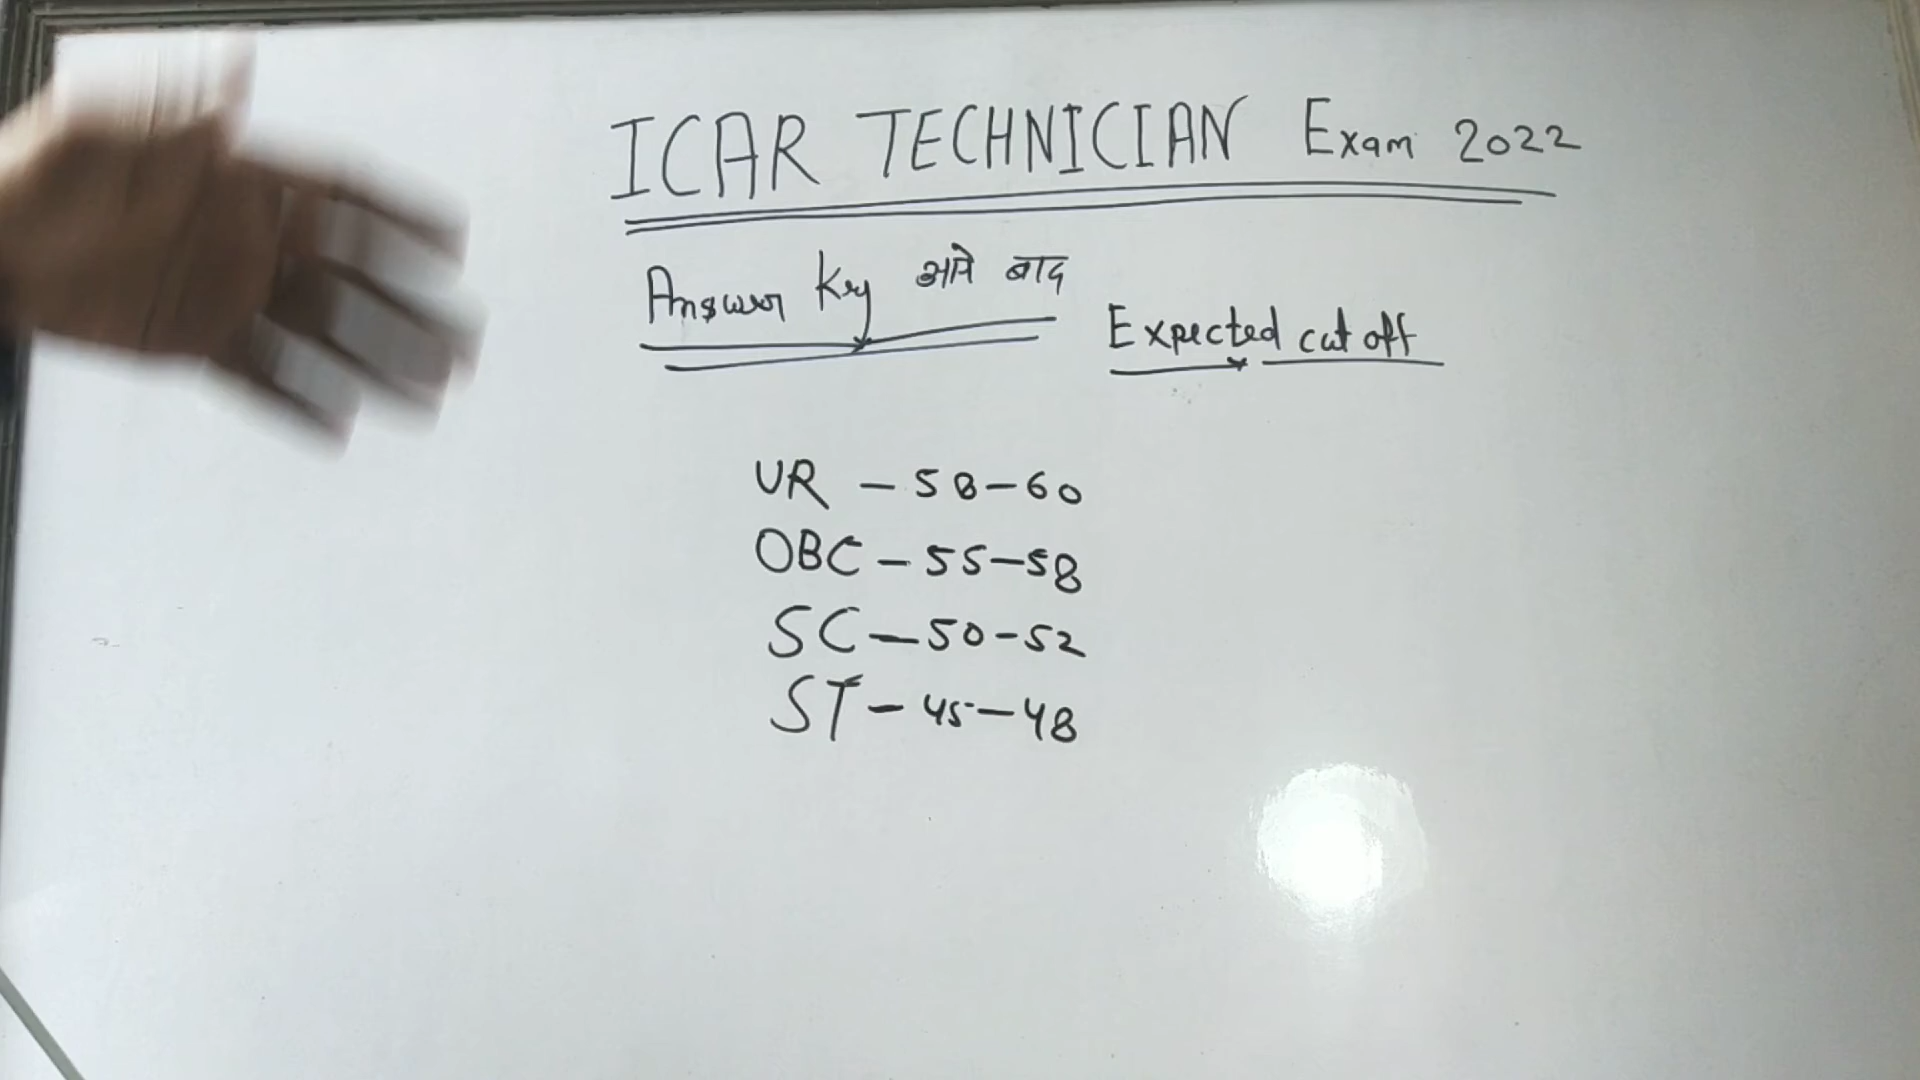 ICAR TECHNICIAN Exam 2022
Answer Key आने बाद
Expected cut off
UR - 58-60
OBC - 55-58
SC - 50-52
ST - 45-48